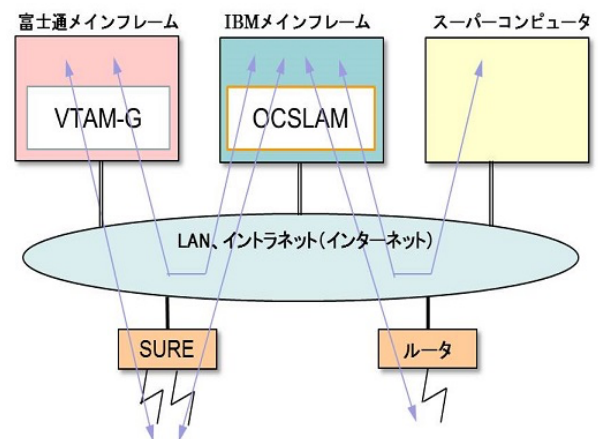 富士通メインフレーム
IBMメインフレーム
スーパーコンピュータ
VTAM-G
OCSLAM
LAN、イントラネット(インターネット)
SURE
ルータ